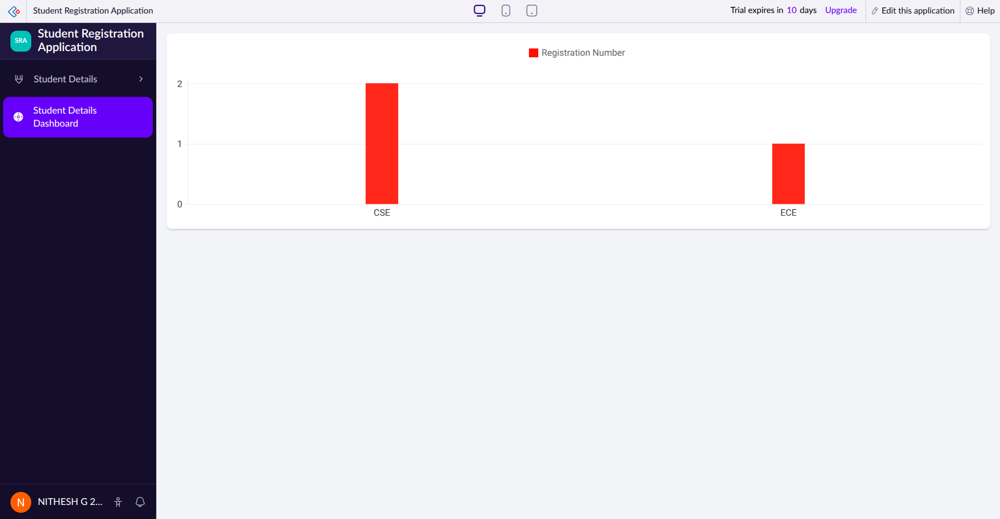 Student Registration Application
Trial expires in 10 days Upgrade
Edit this application
Help
SRA
Student Registration
Application
Student Details
Student Details
Dashboard
Registration Number
2
1
0
CSE
ECE
N
NITHESH G 2...